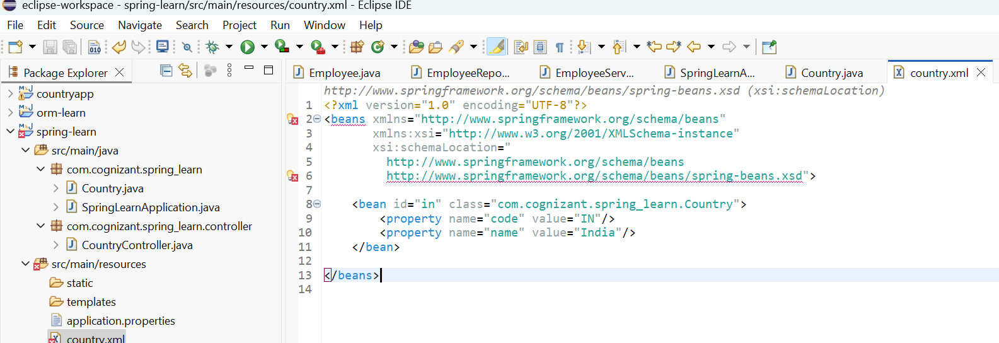 eclipse-workspace - spring-learn/src/main/resources/country.xml - Eclipse IDE
File Edit Source Navigate Search Project Run Window Help
010
Package Explorer
countryapp
orm-learn
spring-learn
src/main/java
com.cognizant.spring_learn
Country.java
SpringLearnApplication.java
com.cognizant.spring_learn.controller
CountryController.java
src/main/resources
static
templates
application.properties
country.xml
Employee.java EmployeeRepo... EmployeeServ... SpringLearnA... Country.java country.xml
http://www.springframework.org/schema/beans/spring-beans.xsd (xsi:schemaLocation)
1 <?xml version="1.0" encoding="UTF-8"?>
2 <beans xmlns="http://www.springframework.org/schema/beans"
3 xmlns:xsi="http://www.w3.org/2001/XMLSchema-instance"
4 xsi:schemaLocation="
5 http://www.springframework.org/schema/beans
6 http://www.springframework.org/schema/beans/spring-beans.xsd">
7
8 <bean id="in" class="com.cognizant.spring_learn.Country">
9 <property name="code" value="IN"/>
10 <property name="name" value="India"/>
11 </bean>
12
13 </beans>
14